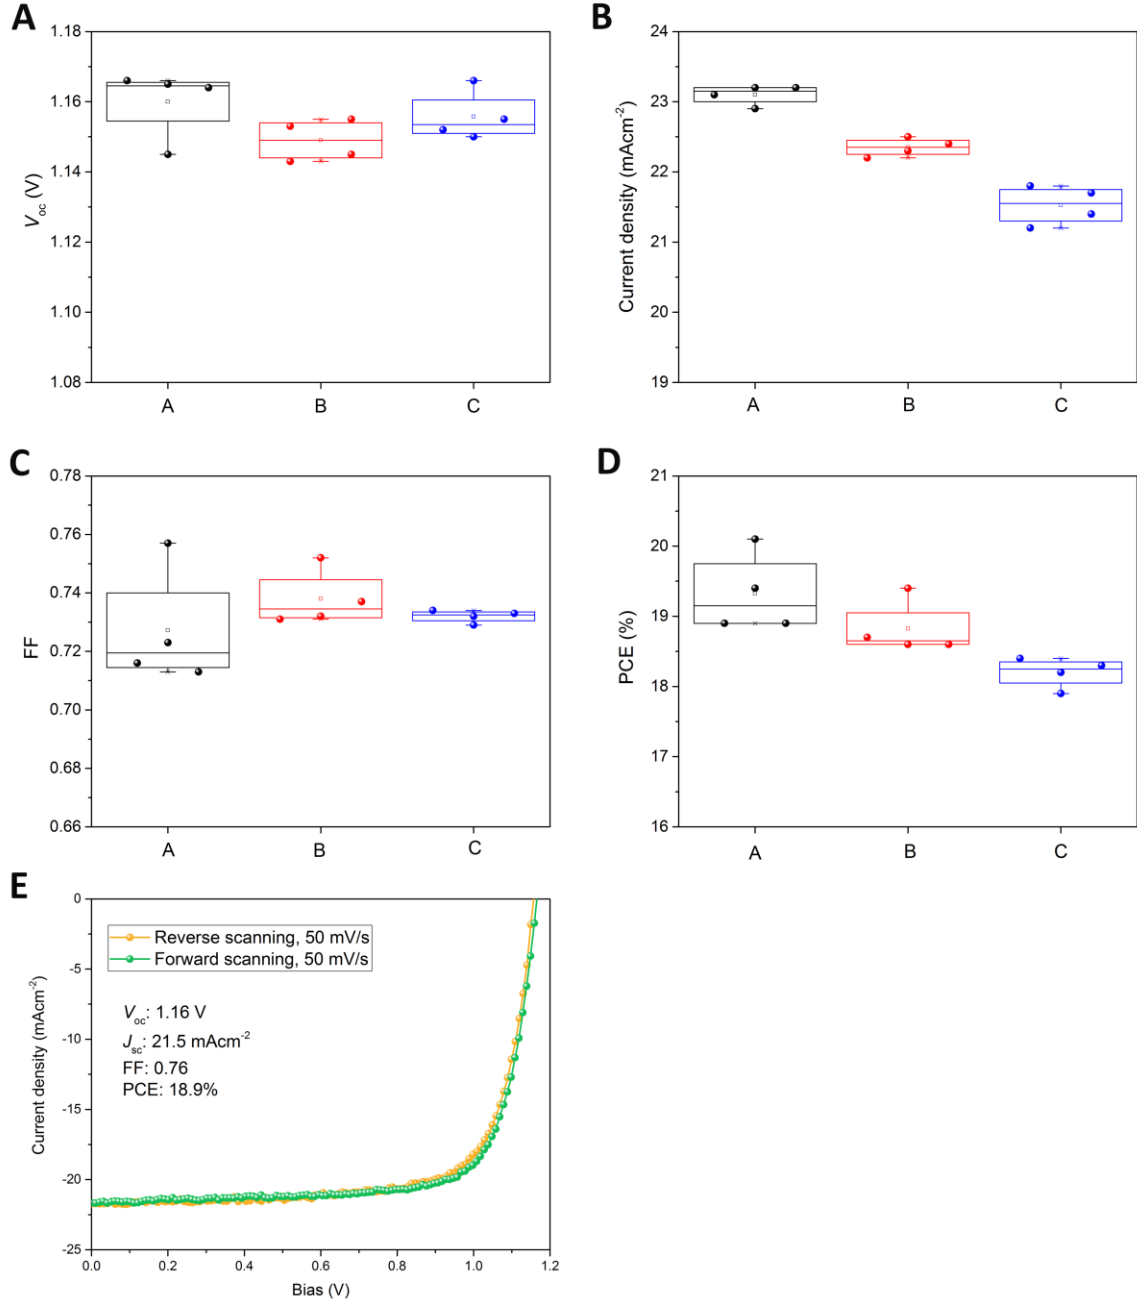 A
V_oc (V)
1.18
1.16
1.14
1.12
1.10
1.08
A B C
B
Current density (mAcm⁻²)
24
23
22
21
20
19
A B C
C
FF
0.78
0.76
0.74
0.72
0.70
0.68
0.66
A B C
D
PCE (%)
21
20
19
18
17
16
A B C
E
Current density (mAcm⁻²)
0
-5
-10
-15
-20
-25
Reverse scanning, 50 mV/s
Forward scanning, 50 mV/s
V_oc: 1.16 V
J_sc: 21.5 mAcm⁻²
FF: 0.76
PCE: 18.9%
0.0 0.2 0.4 0.6 0.8 1.0 1.2
Bias (V)